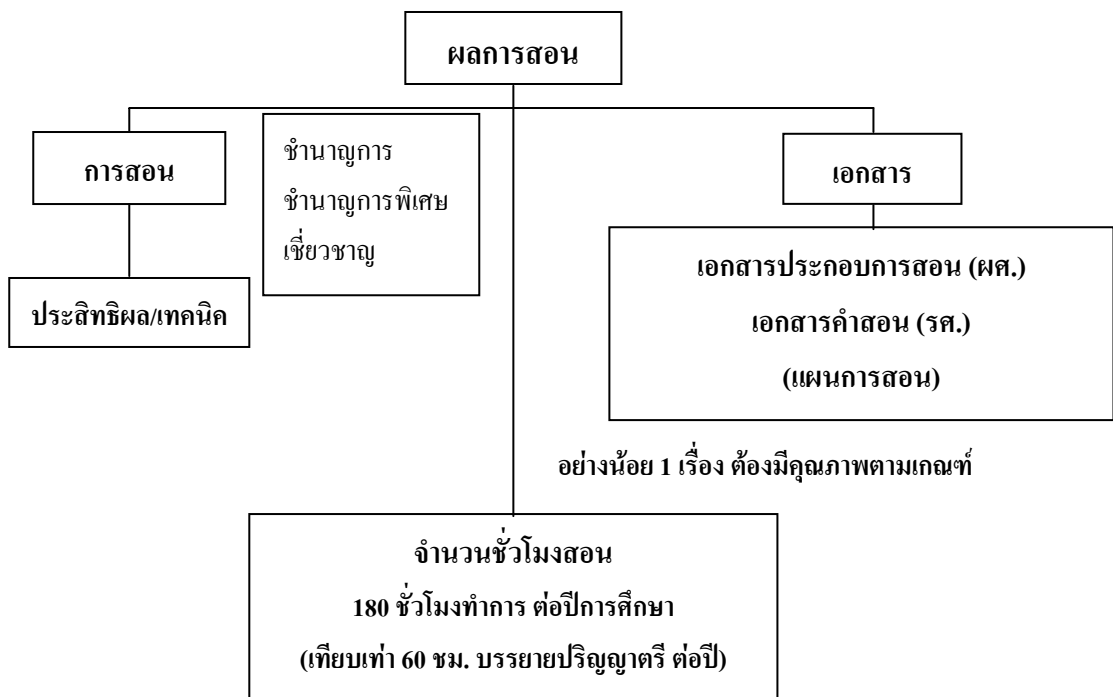 ผลการสอน
การสอน
ประสิทธิผล/เทคนิค
ชำนาญการ
ชำนาญการพิเศษ
เชี่ยวชาญ
เอกสาร
เอกสารประกอบการสอน (ผศ.)
เอกสารคำสอน (รศ.)
(แผนการสอน)
อย่างน้อย 1 เรื่อง ต้องมีคุณภาพตามเกณฑ์
จำนวนชั่วโมงสอน
180 ชั่วโมงทำการ ต่อปีการศึกษา
(เทียบเท่า 60 ชม. บรรยายปริญญาตรี ต่อปี)